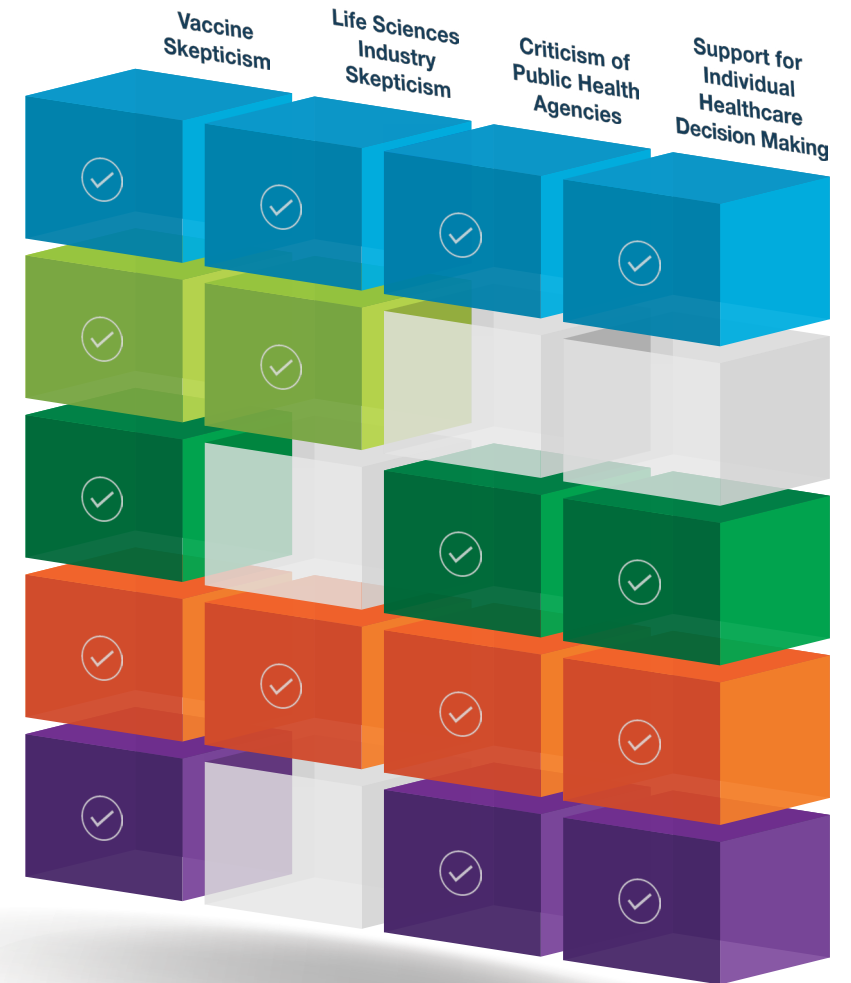 Vaccine
Skepticism
Life Sciences
Industry
Skepticism
Criticism of
Public Health
Agencies
Support for
Individual
Healthcare
Decision Making